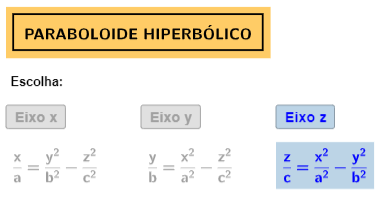 PARABOLOIDE HIPERBÓLICO
Escolha:
Eixo x Eixo y Eixo z
x/a = y²/b² − z²/c² y/b = x²/a² − z²/c² z/c = x²/a² − y²/b²